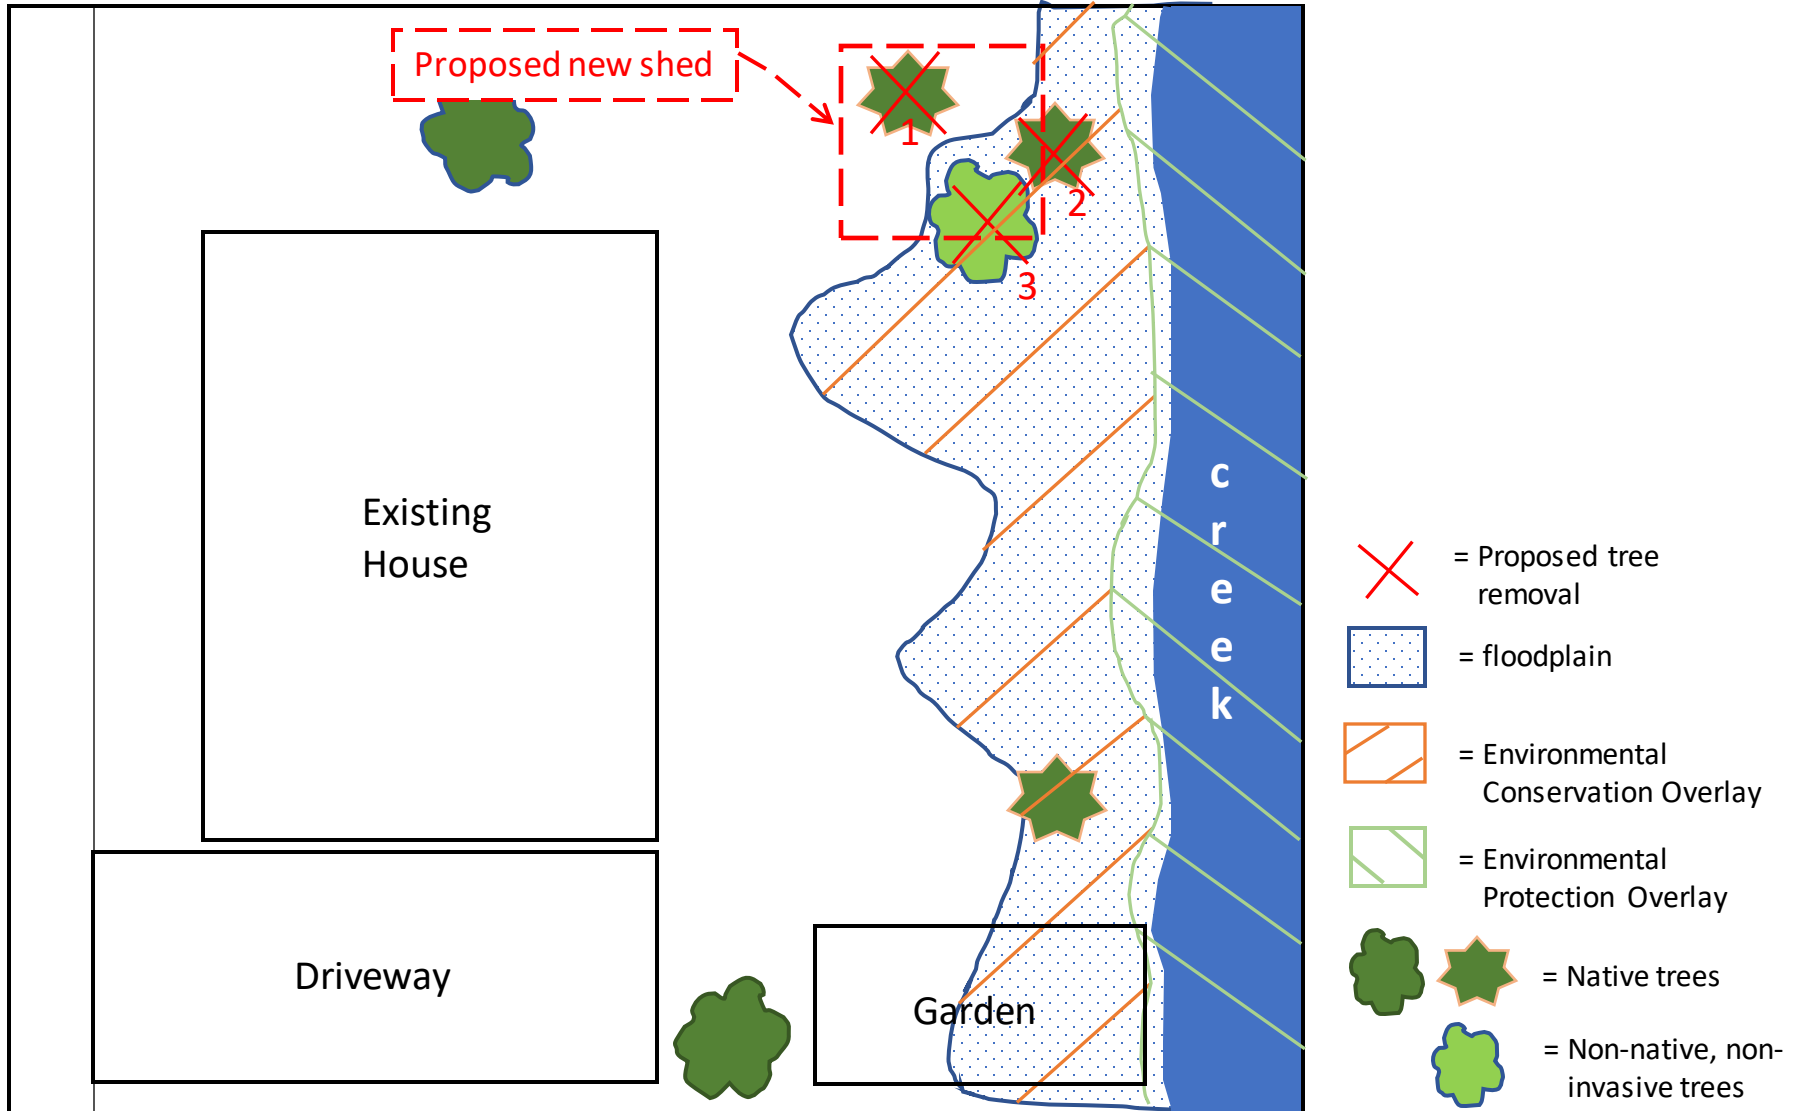 Proposed new shed
1
2
3
Existing
House
creek
Driveway
Garden
= Proposed tree
removal
= floodplain
= Environmental
Conservation Overlay
= Environmental
Protection Overlay
= Native trees
= Non-native, non-
invasive trees